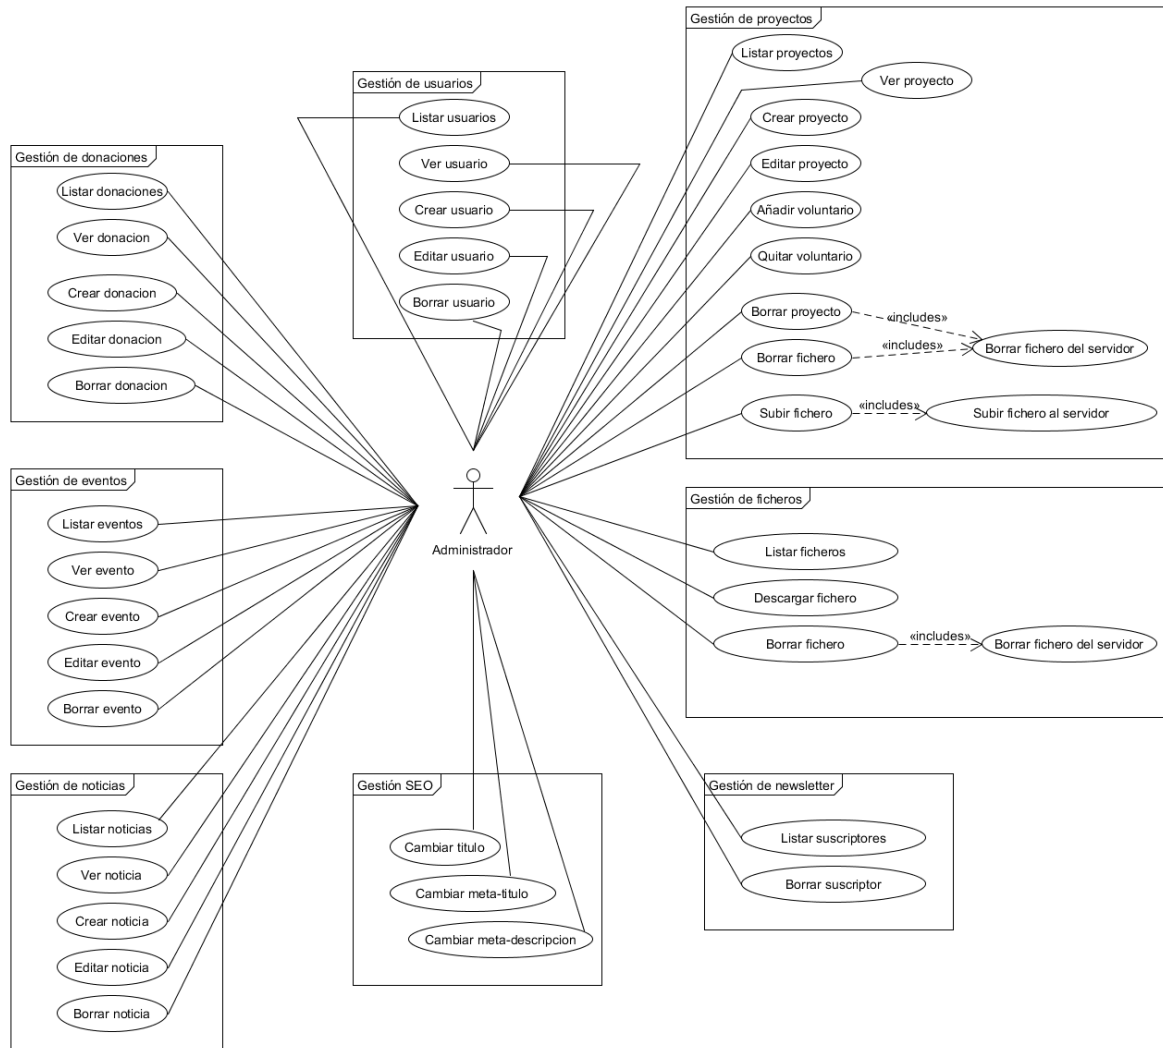 Gestión de proyectos
Listar proyectos
Ver proyecto
Crear proyecto
Editar proyecto
Añadir voluntario
Quitar voluntario
Borrar proyecto
«includes»
Borrar fichero
«includes»
Borrar fichero del servidor
Subir fichero
«includes»
Subir fichero al servidor
Gestión de usuarios
Listar usuarios
Ver usuario
Crear usuario
Editar usuario
Borrar usuario
Gestión de donaciones
Listar donaciones
Ver donacion
Crear donacion
Editar donacion
Borrar donacion
Administrador
Gestión de eventos
Listar eventos
Ver evento
Crear evento
Editar evento
Borrar evento
Gestión de ficheros
Listar ficheros
Descargar fichero
Borrar fichero
«includes»
Borrar fichero del servidor
Gestión de noticias
Listar noticias
Ver noticia
Crear noticia
Editar noticia
Borrar noticia
Gestión SEO
Cambiar titulo
Cambiar meta-titulo
Cambiar meta-descripcion
Gestión de newsletter
Listar suscriptores
Borrar suscriptor